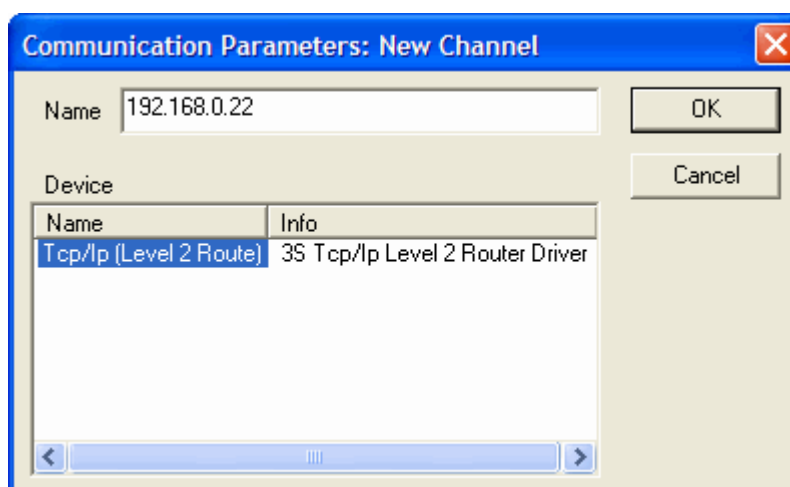 Communication Parameters: New Channel
Name 192.168.0.22 OK
Cancel
Device
Name Info
Tcp/Ip (Level 2 Route) 3S Tcp/Ip Level 2 Router Driver